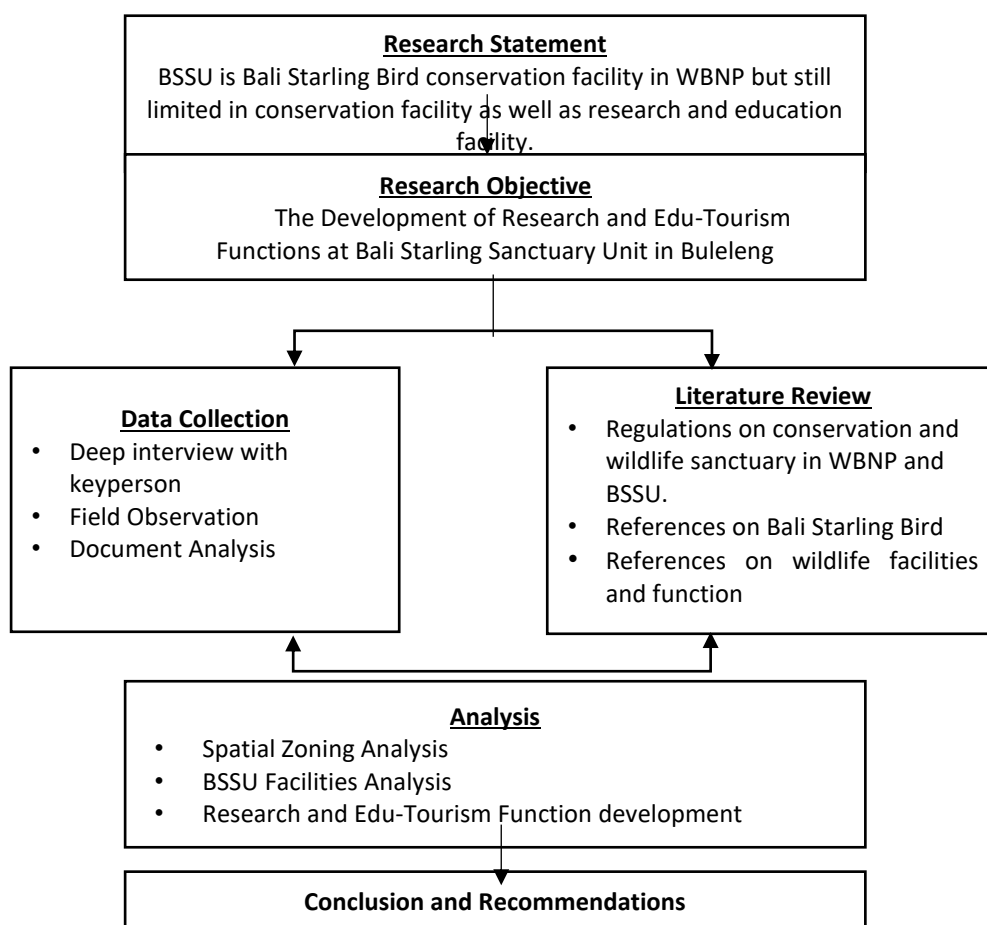 Research Statement
BSSU is Bali Starling Bird conservation facility in WBNP but still
limited in conservation facility as well as research and education
facility.
Research Objective
The Development of Research and Edu-Tourism
Functions at Bali Starling Sanctuary Unit in Buleleng
Data Collection
• Deep interview with
keyperson
• Field Observation
• Document Analysis
Literature Review
• Regulations on conservation and
wildlife sanctuary in WBNP and
BSSU.
• References on Bali Starling Bird
• References on wildlife facilities
and function
Analysis
• Spatial Zoning Analysis
• BSSU Facilities Analysis
• Research and Edu-Tourism Function development
Conclusion and Recommendations